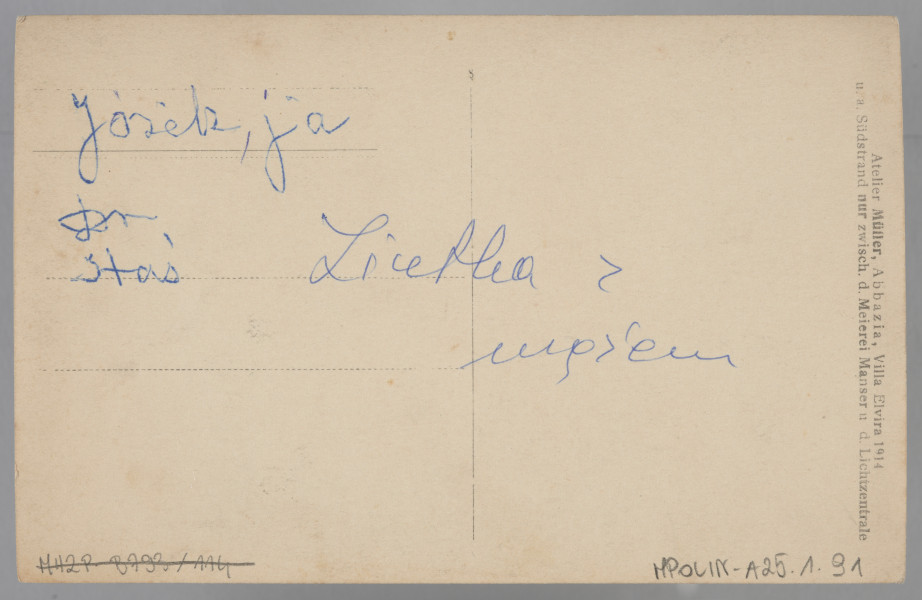 Józek, ja
Staś
z
mężem
Atelier Müller, Abbazia, Villa Elvira 1914
u. a. Südstrand nur zwisch. d. Meierei Manser u. d. Lichtzentrale
MPOLIN-A25.1.91